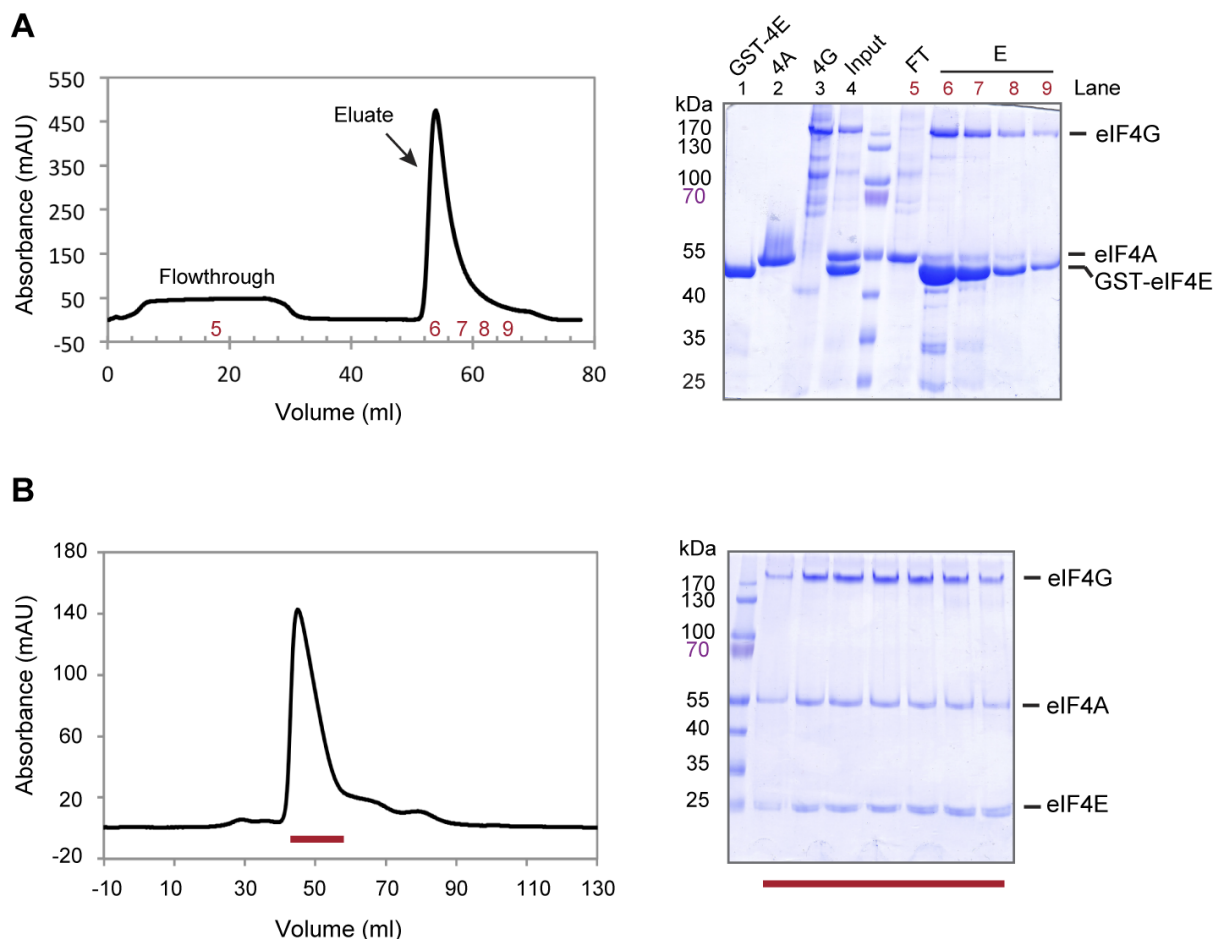 A
Absorbance (mAU)
550
450
350
250
150
50
-50
Eluate
Flowthrough
5
6
7
8
9
0
20
40
60
80
Volume (ml)
GST-4E
4A
4G
Input
FT
E
1
2
3
4
5
6
7
8
9
Lane
kDa
170
130
100
70
55
40
35
25
eIF4G
eIF4A
GST-eIF4E
B
Absorbance (mAU)
180
140
100
60
20
-20
-10
10
30
50
70
90
110
130
Volume (ml)
kDa
170
130
100
70
55
40
35
25
eIF4G
eIF4A
eIF4E